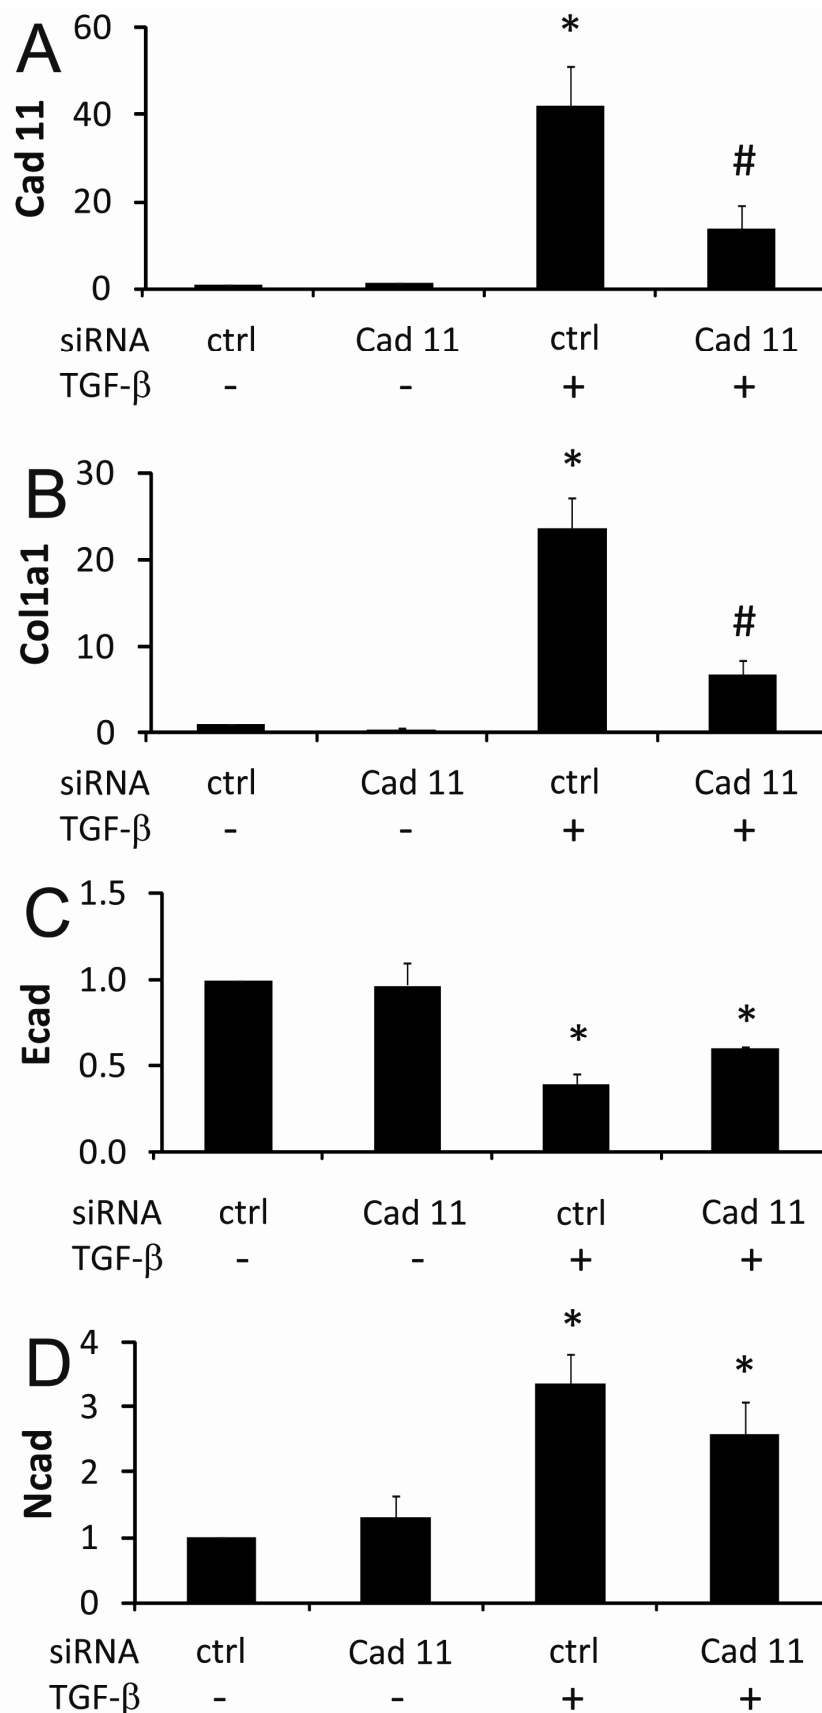 A
Cad 11
60
40
20
0
*
#
siRNA ctrl Cad 11 ctrl Cad 11
TGF-β - - + +
B
Col1a1
30
20
10
0
*
#
siRNA ctrl Cad 11 ctrl Cad 11
TGF-β - - + +
C
Ecad
1.5
1.0
0.5
0.0
*
*
siRNA ctrl Cad 11 ctrl Cad 11
TGF-β - - + +
D
Ncad
4
3
2
1
0
*
*
siRNA ctrl Cad 11 ctrl Cad 11
TGF-β - - + +